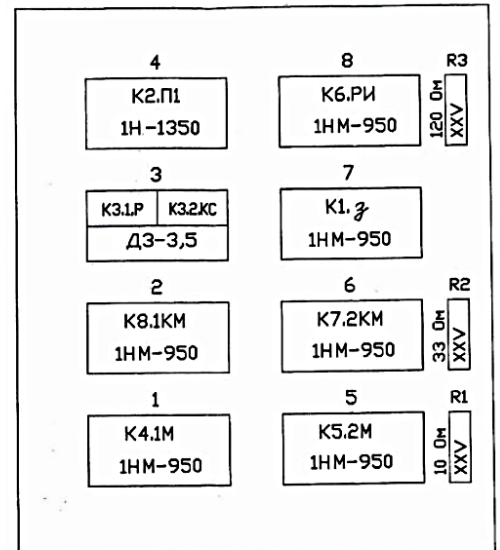 4
К2.П1
1Н-1350
8
К6.РИ
1НМ-950
R3
120 Ом
XXV
3
К3.1.Р
К3.2.КС
ДЗ-3,5
7
К1.З
1НМ-950
2
К8.1КМ
1НМ-950
6
К7.2КМ
1НМ-950
R2
33 Ом
XXV
1
К4.1М
1НМ-950
5
К5.2М
1НМ-950
R1
10 Ом
XXV